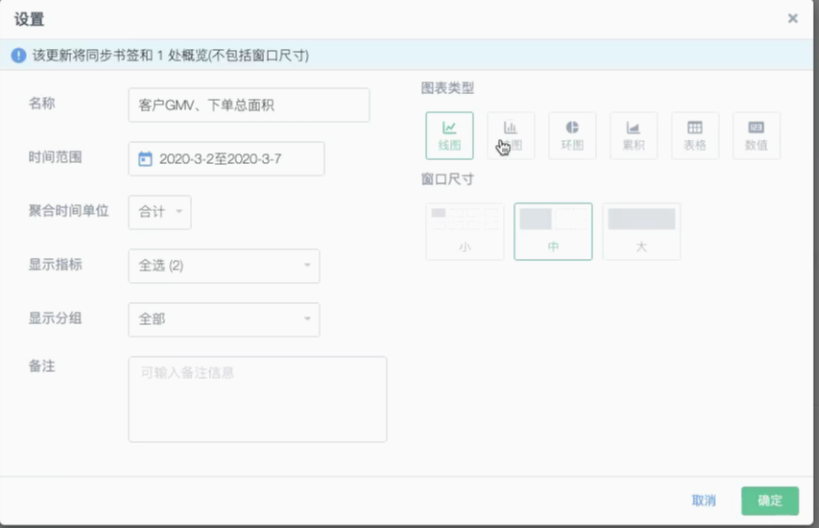 设置
该更新将同步书签和 1 处概览(不包括窗口尺寸)
名称
客户GMV、下单总面积
时间范围
2020-3-2至2020-3-7
聚合时间单位
合计
显示指标
全选 (2)
显示分组
全部
备注
可输入备注信息
图表类型
线图
图
环图
累积
表格
数值
窗口尺寸
小
中
大
取消
确定